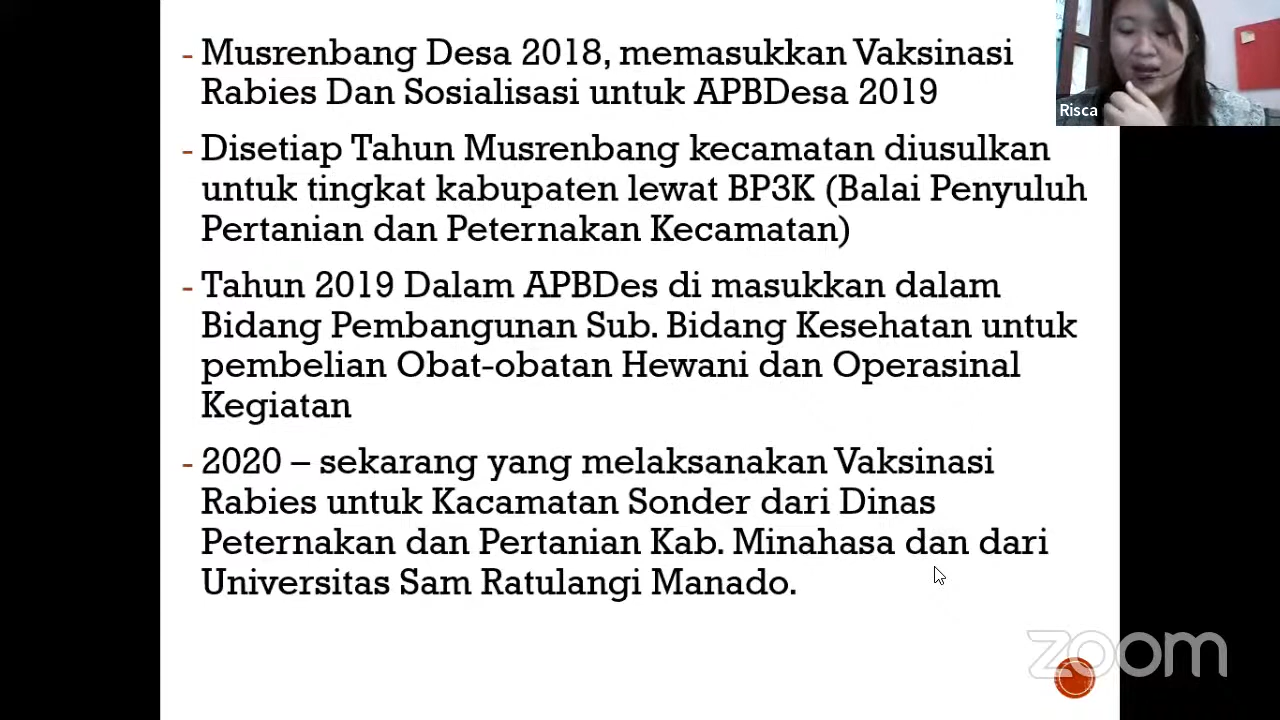 - Musrenbang Desa 2018, memasukkan Vaksinasi
Rabies Dan Sosialisasi untuk APBDesa 2019
- Disetiap Tahun Musrenbang kecamatan diusulkan
untuk tingkat kabupaten lewat BP3K (Balai Penyuluh
Pertanian dan Peternakan Kecamatan)
- Tahun 2019 Dalam APBDes di masukkan dalam
Bidang Pembangunan Sub. Bidang Kesehatan untuk
pembelian Obat-obatan Hewani dan Operasinal
Kegiatan
- 2020 – sekarang yang melaksanakan Vaksinasi
Rabies untuk Kacamatan Sonder dari Dinas
Peternakan dan Pertanian Kab. Minahasa dan dari
Universitas Sam Ratulangi Manado.
Risca
zoom